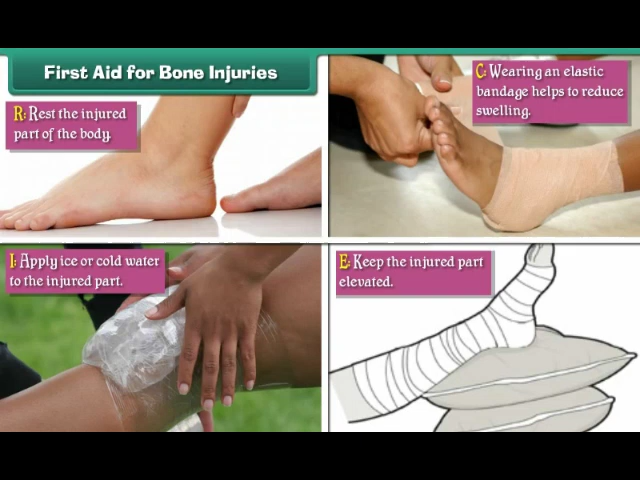 First Aid for Bone Injuries
R: Rest the injured
part of the body.
I: Apply ice or cold water
to the injured part.
C: Wearing an elastic
bandage helps to reduce
swelling.
E: Keep the injured part
elevated.